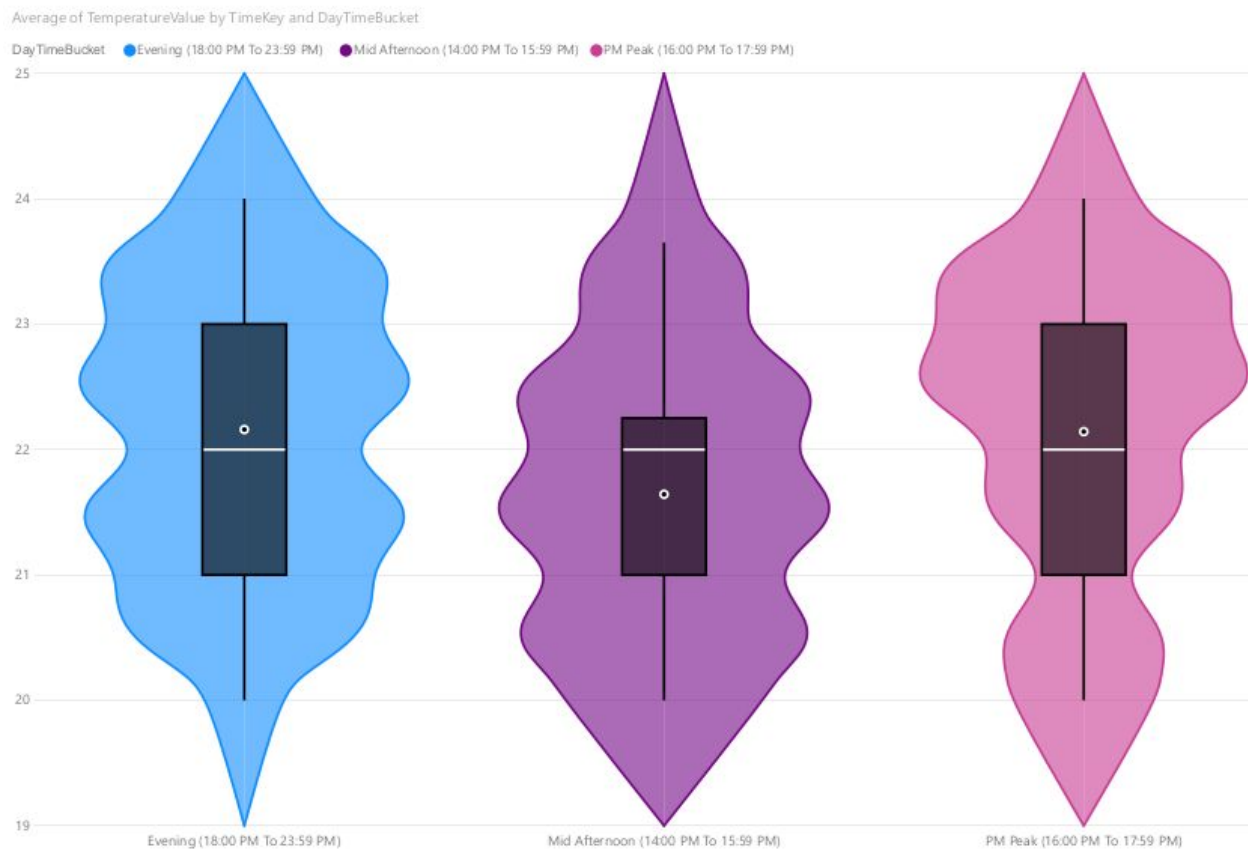 Average of TemperatureValue by TimeKey and DayTimeBucket
DayTimeBucket Evening (18:00 PM To 23:59 PM) Mid Afternoon (14:00 PM To 15:59 PM) PM Peak (16:00 PM To 17:59 PM)
25
24
23
22
21
20
19
Evening (18:00 PM To 23:59 PM) Mid Afternoon (14:00 PM To 15:59 PM) PM Peak (16:00 PM To 17:59 PM)